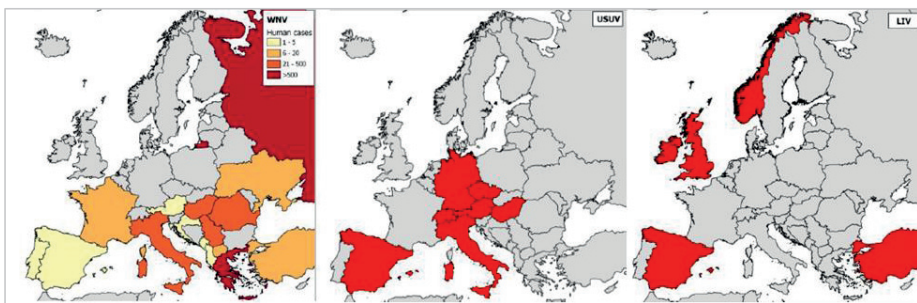 WNV
Human cases
1 - 5
6 - 20
21 - 500
>500
USUV
LIV